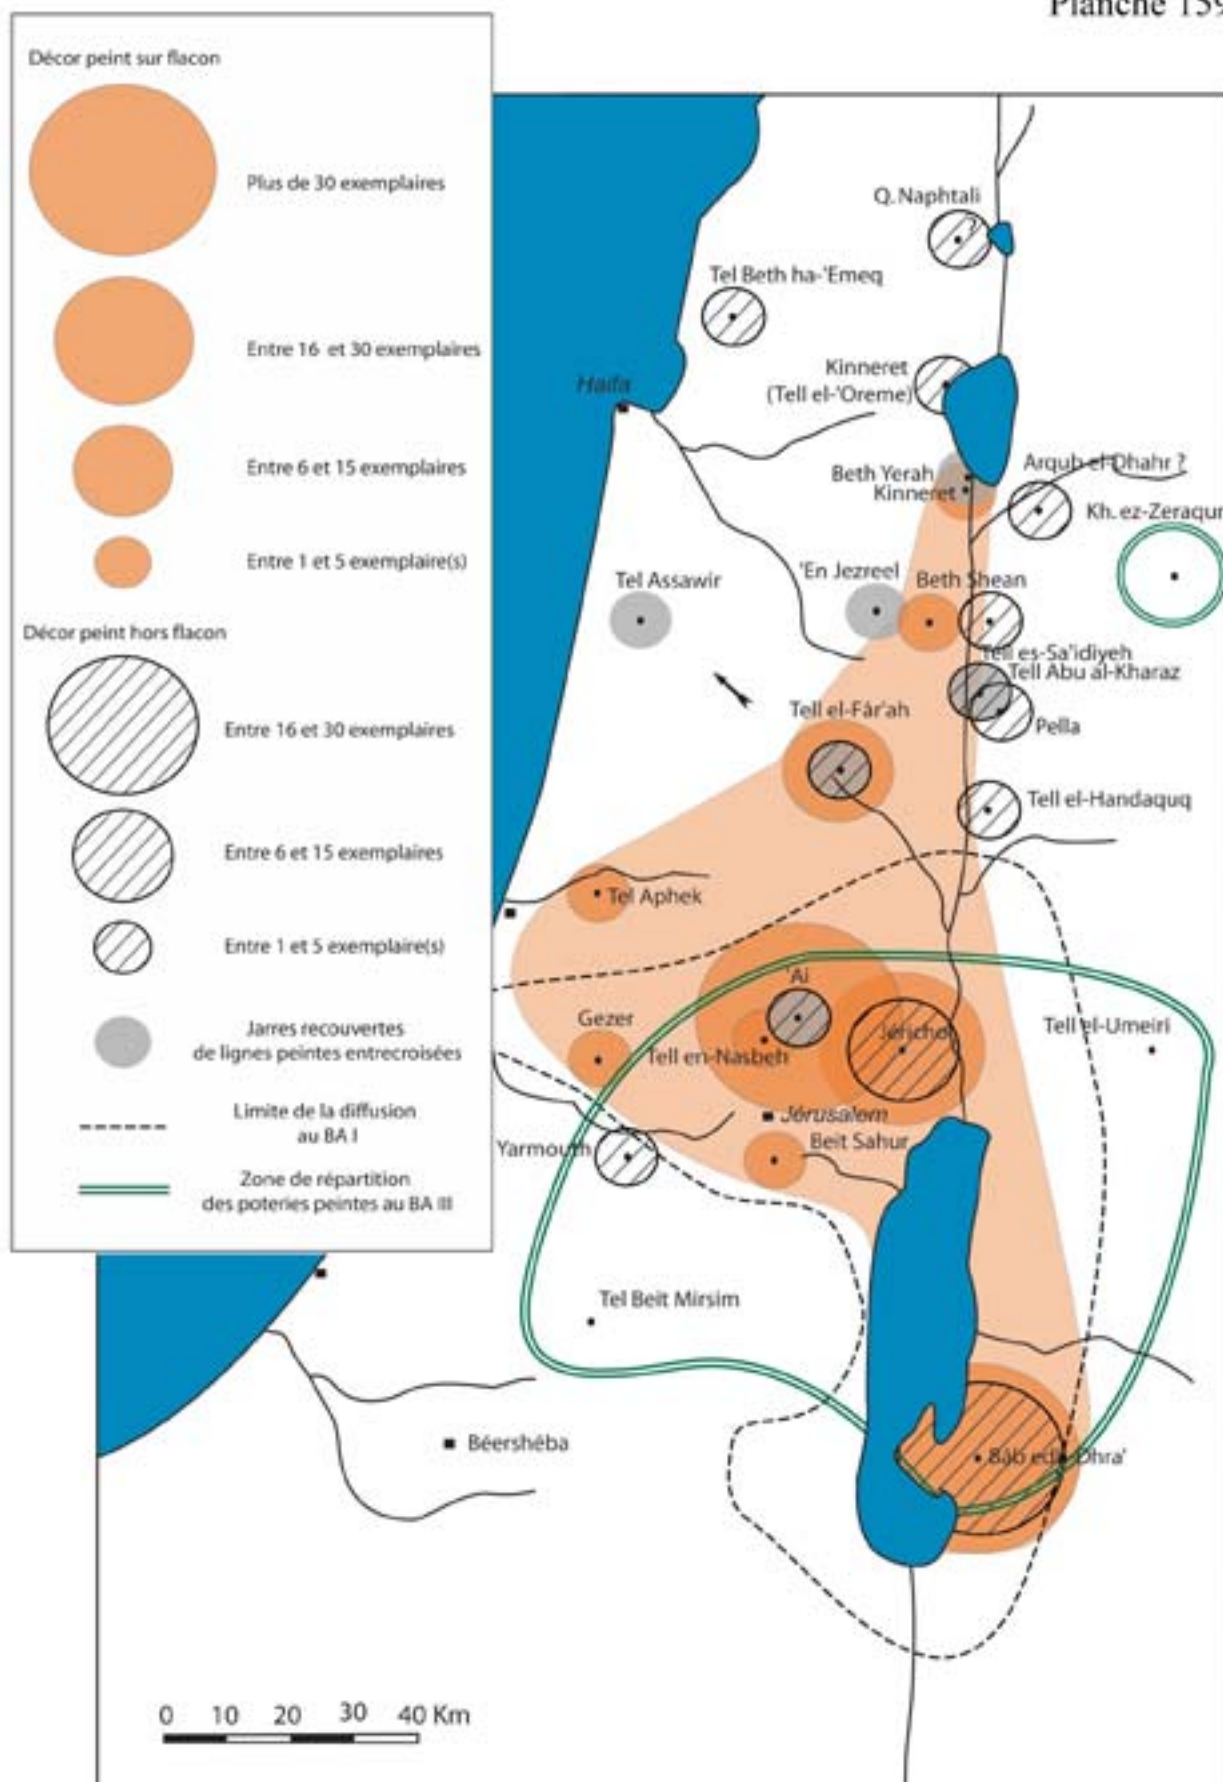 Planche 159
Décor peint sur flacon
Plus de 30 exemplaires
Entre 16 et 30 exemplaires
Entre 6 et 15 exemplaires
Entre 1 et 5 exemplaire(s)
Décor peint hors flacon
Entre 16 et 30 exemplaires
Entre 6 et 15 exemplaires
Entre 1 et 5 exemplaire(s)
Jarres recouvertes
de lignes peintes entrecroisées
Limite de la diffusion
au BA I
Zone de répartition
des poteries peintes au BA III
Q. Naphtali
?
Tel Beth ha-'Emeq
Kinneret
(Tell el-'Oreme)
Haifa
Beth Yerah
Kinneret
Arqub el-Dhahr ?
Kh. ez-Zeraqun
Tel Assawir
'En Jezreel
Beth Shean
Tell es-Sa'idiyeh
Tell Abu al-Kharaz
Tell el-Fâr'ah
Pella
Tell el-Handaquq
Tel Aphek
'Ai
Gezer
Tell en-Nasbeh
Jéricho
Tell el-Umeiri
Jérusalem
Beit Sahur
Yarmouth
Tel Beit Mirsim
Béershéba
Bâb edh-Dhra'
0 10 20 30 40 Km